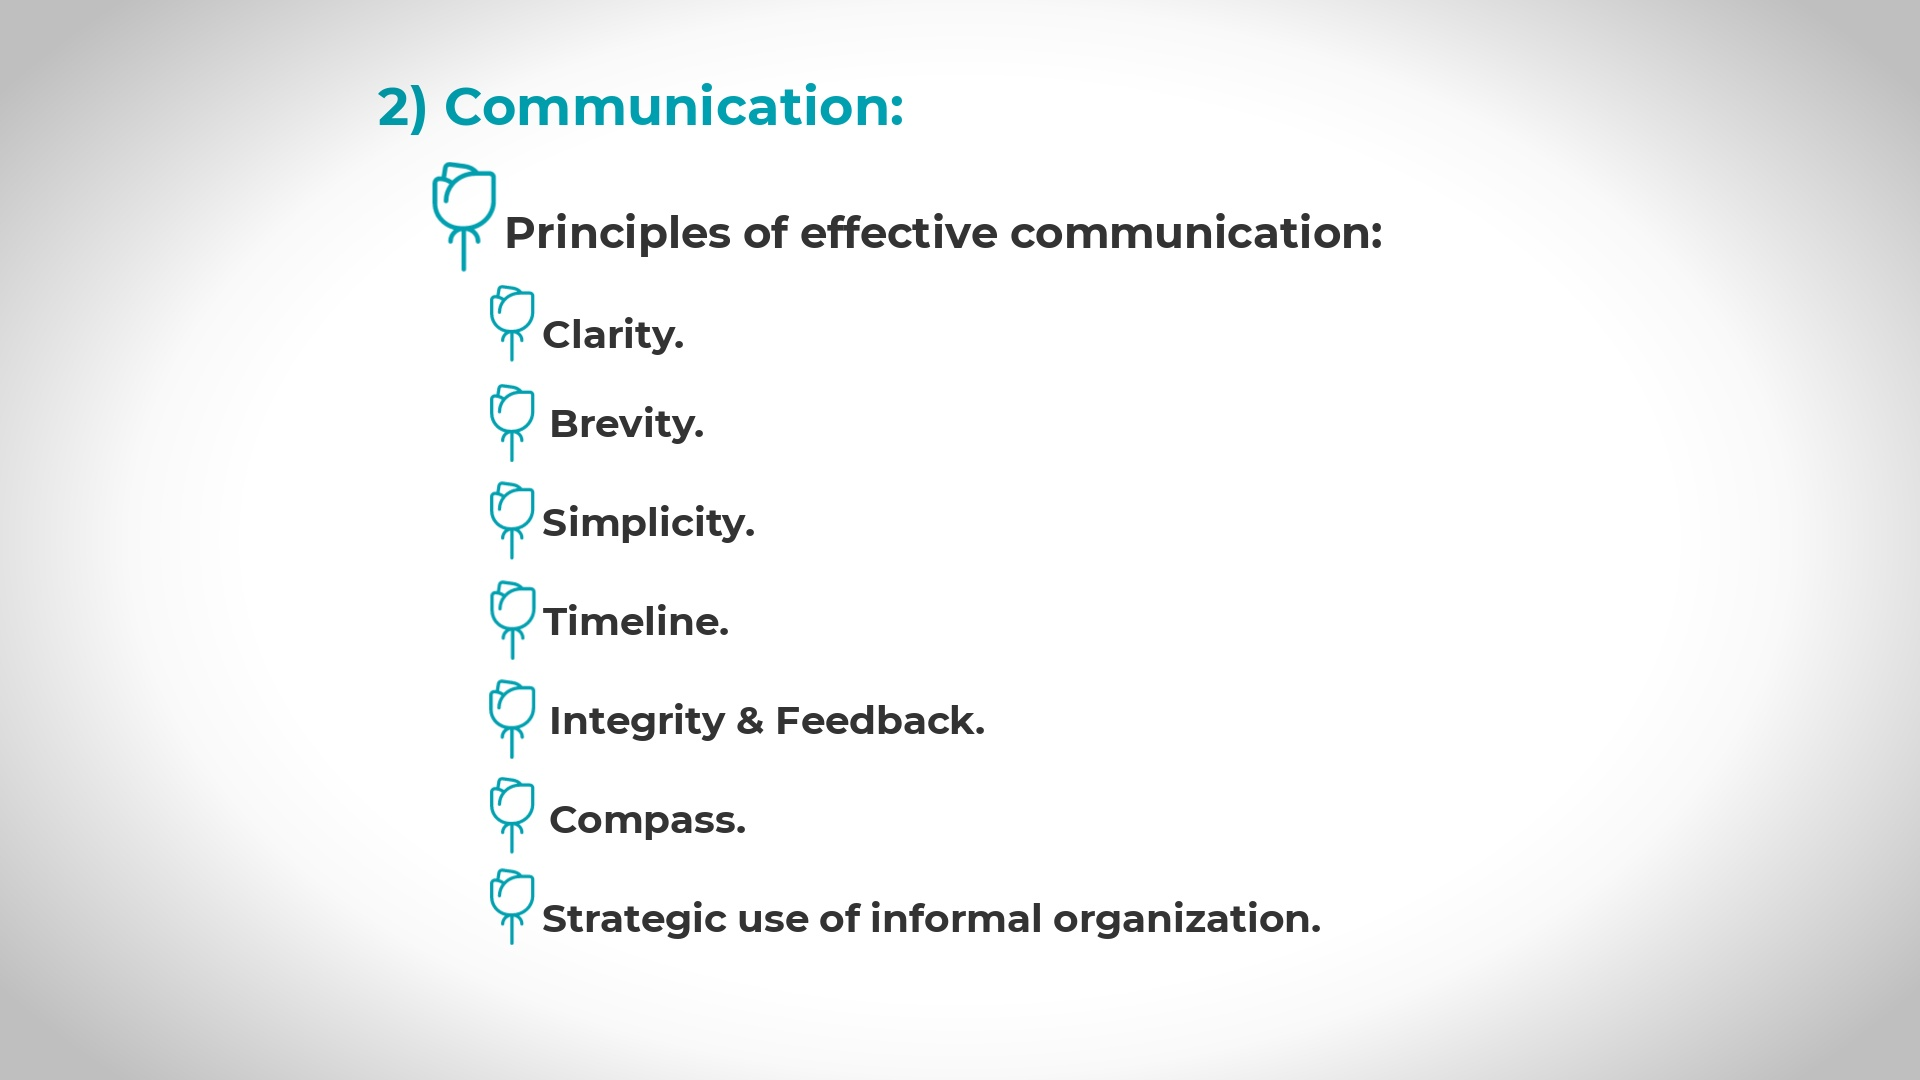 2) Communication:
Principles of effective communication:
Clarity.
Brevity.
Simplicity.
Timeline.
Integrity & Feedback.
Compass.
Strategic use of informal organization.